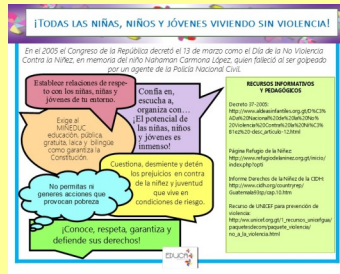 ¡TODAS LAS NIÑAS, NIÑOS Y JÓVENES VIVIENDO SIN VIOLENCIA!
En el 2005 el Congreso de la República decretó el 13 de marzo como el Día de la No Violencia
Contra la Niñez, en memoria del niño Nahaman Carmona López, quien falleció al ser golpeado
por un agente de la Policía Nacional Civil.
Establece relaciones de respe-
to con los niños, niñas y
jóvenes de tu entorno.
Confía en,
escucha a,
organiza con…
¡El potencial de
las niñas, niños
y jóvenes es
inmenso!
Exige al
MINEDUC
educación, pública,
gratuita, laica y bilingüe
como garantiza la
Constitución.
Cuestiona, desmiente y detén
los prejuicios en contra
de la niñez y juventud
que vive en
condiciones de riesgo.
No permitas ni
generes acciones que
provocan pobreza
¡Conoce, respeta, garantiza y
defiende sus derechos!
RECURSOS INFORMATIVOS
Y PEDAGÓGICOS
Decreto 37-2005:
Página Refugio de la Niñez:
Informe Derechos de la Niñez de la CIDH:
Recurso de UNICEF para prevención de
violencia: